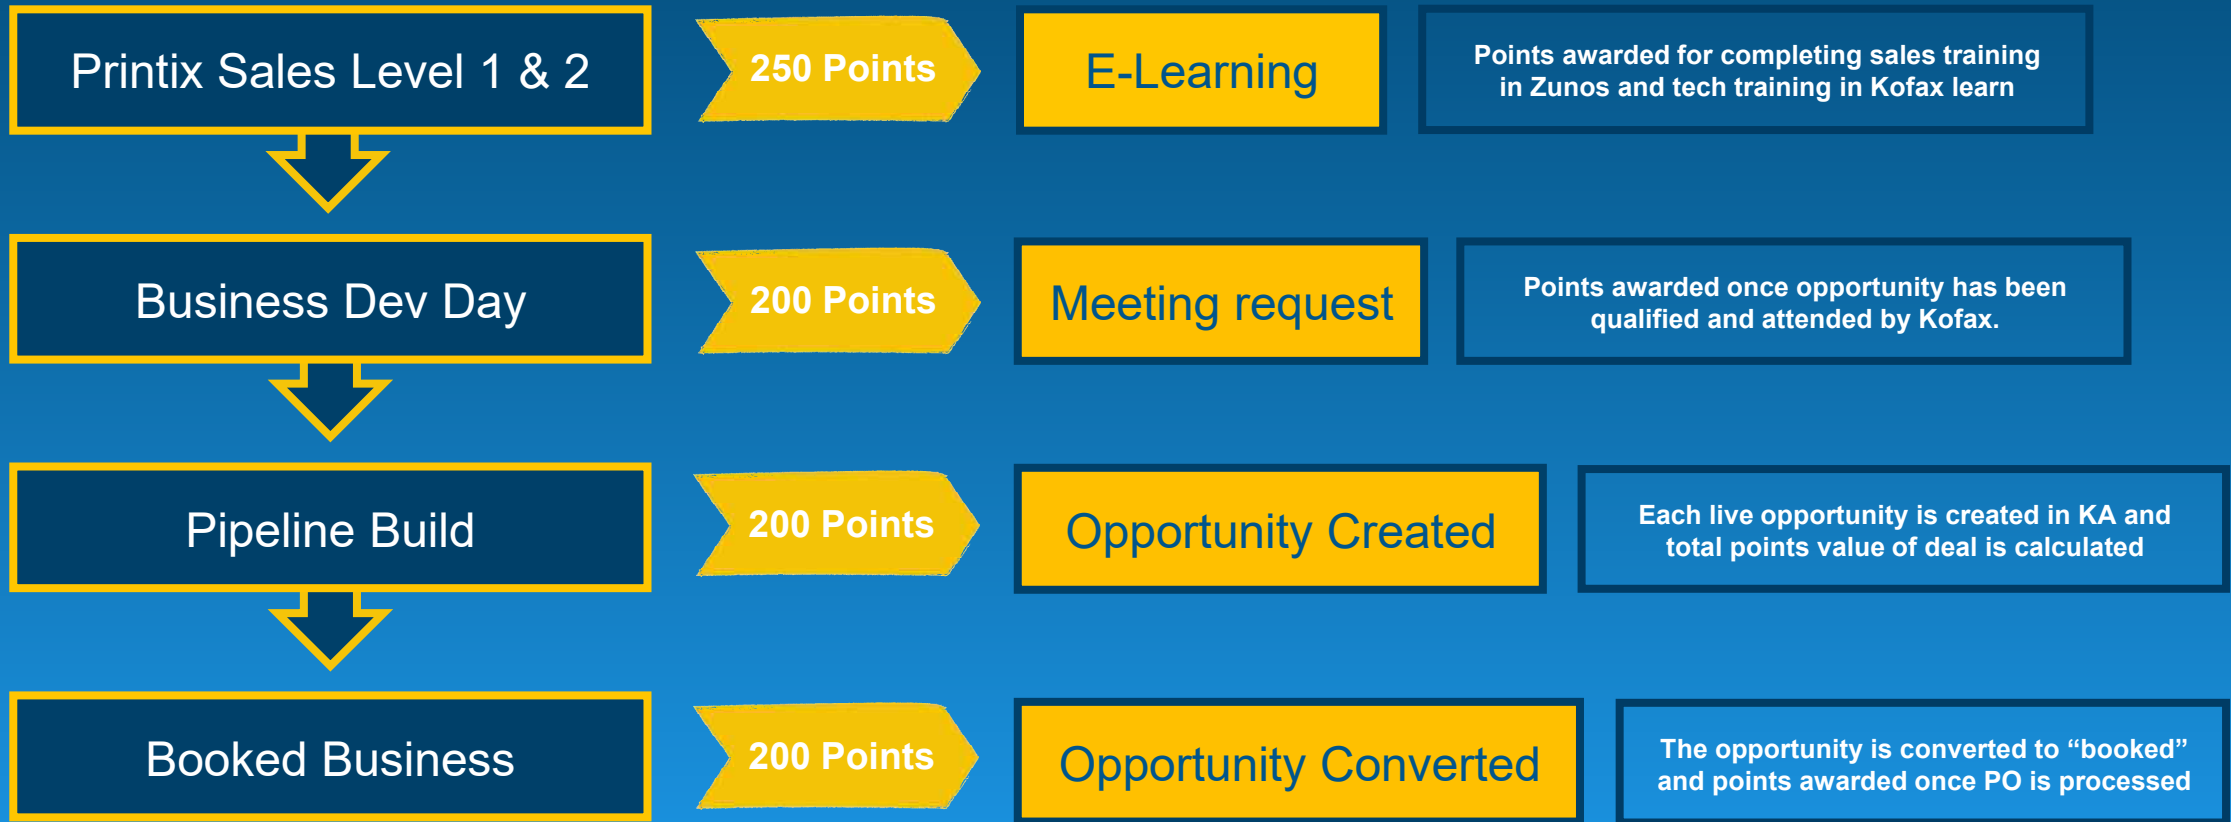 Printix Sales Level 1 & 2
250 Points
E-Learning
Points awarded for completing sales training
in Zunos and tech training in Kofax learn
Business Dev Day
200 Points
Meeting request
Points awarded once opportunity has been
qualified and attended by Kofax.
Pipeline Build
200 Points
Opportunity Created
Each live opportunity is created in KA and
total points value of deal is calculated
Booked Business
200 Points
Opportunity Converted
The opportunity is converted to “booked”
and points awarded once PO is processed